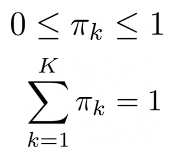 0 ≤ π_k ≤ 1
∑_{k=1}^{K} π_k = 1